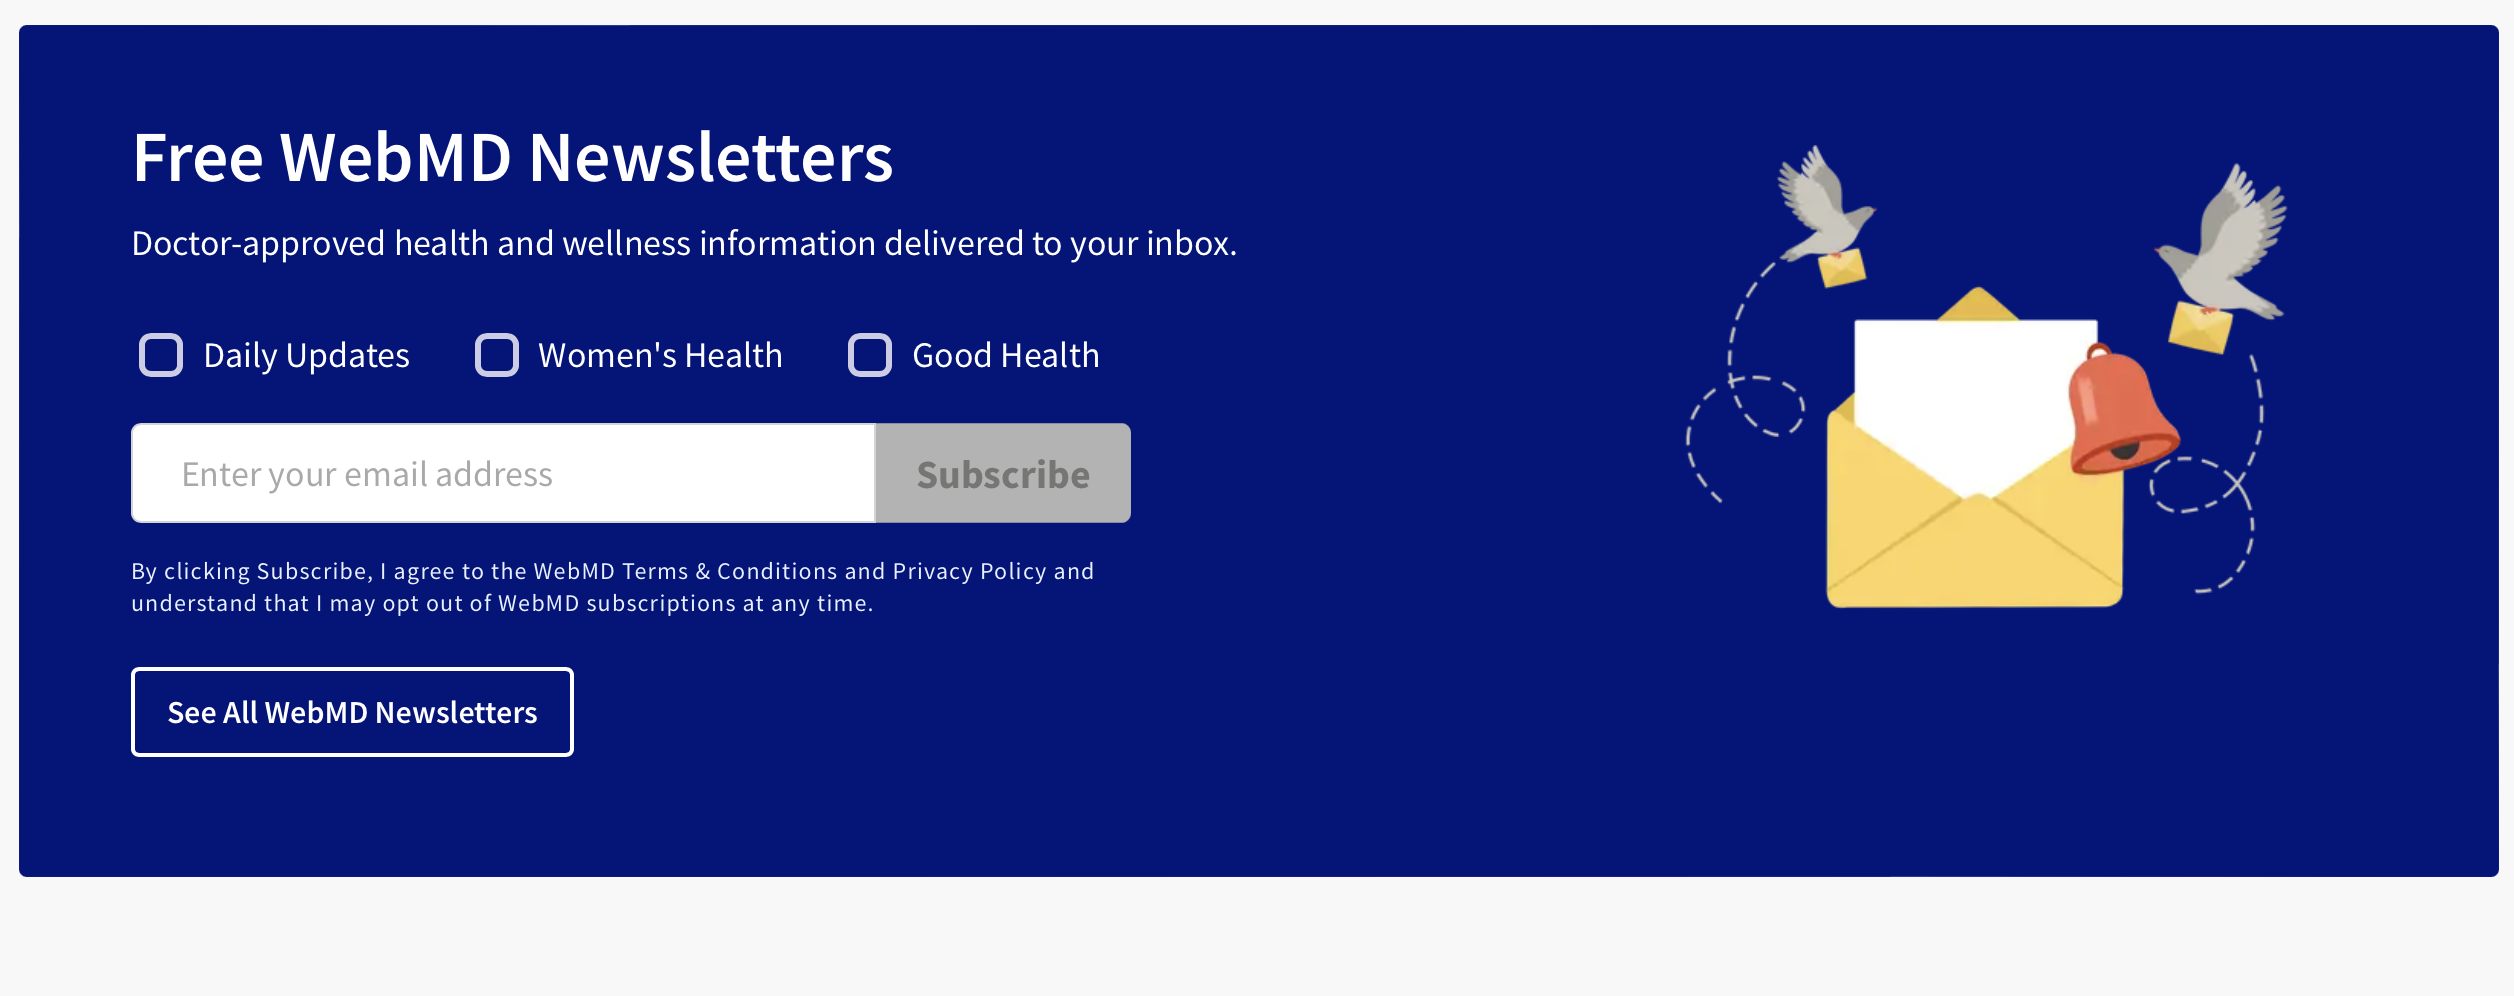 Free WebMD Newsletters
Doctor-approved health and wellness information delivered to your inbox.
Daily Updates Women's Health Good Health
Enter your email address Subscribe
By clicking Subscribe, I agree to the WebMD Terms & Conditions and Privacy Policy and
understand that I may opt out of WebMD subscriptions at any time.
See All WebMD Newsletters